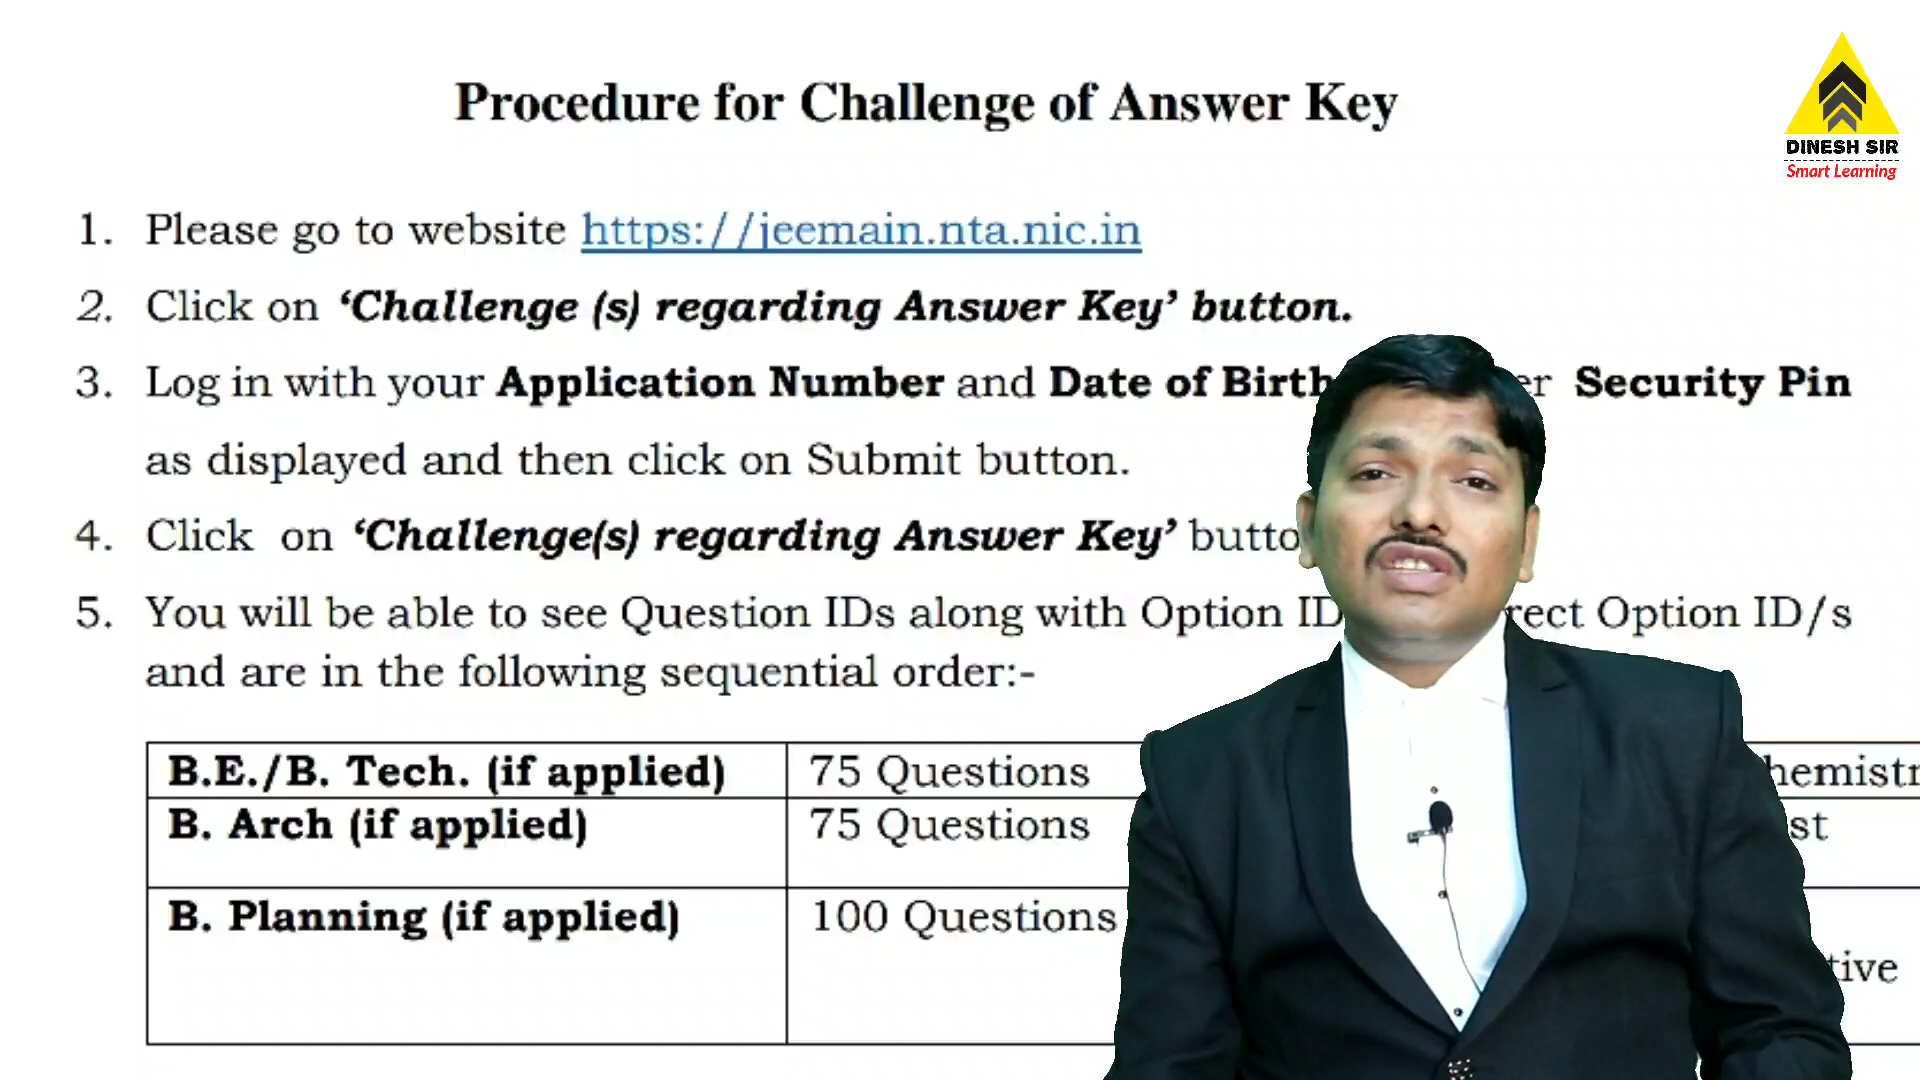 Procedure for Challenge of Answer Key
DINESH SIR
Smart Learning
1. Please go to website https://jeemain.nta.nic.in
2. Click on ‘Challenge (s) regarding Answer Key’ button.
3. Log in with your Application Number and Date of Birth Security Pin
as displayed and then click on Submit button.
4. Click on ‘Challenge(s) regarding Answer Key’
5. You will be able to see Question IDs along with Option ID Option ID/s
and are in the following sequential order:-
B.E./B. Tech. (if applied) 75 Questions
B. Arch (if applied) 75 Questions
B. Planning (if applied) 100 Questions